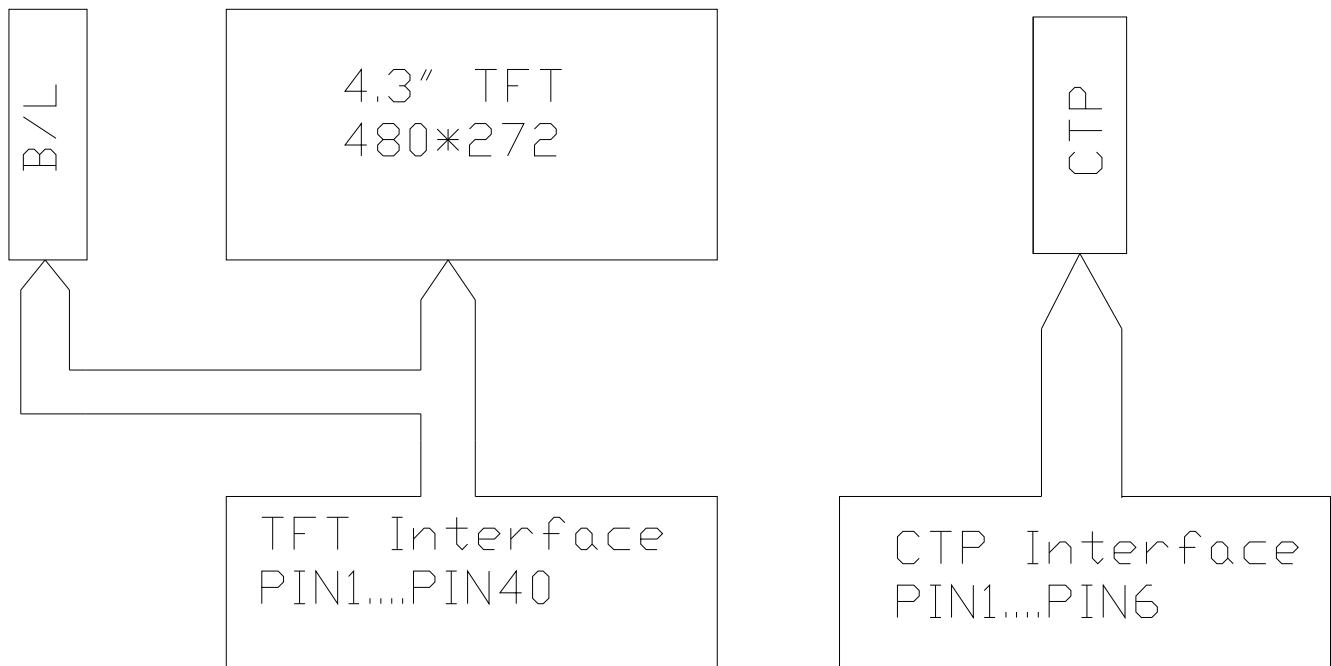 B/L
4.3" TFT
480*272
CTP
TFT Interface
PIN1....PIN40
CTP Interface
PIN1....PIN6